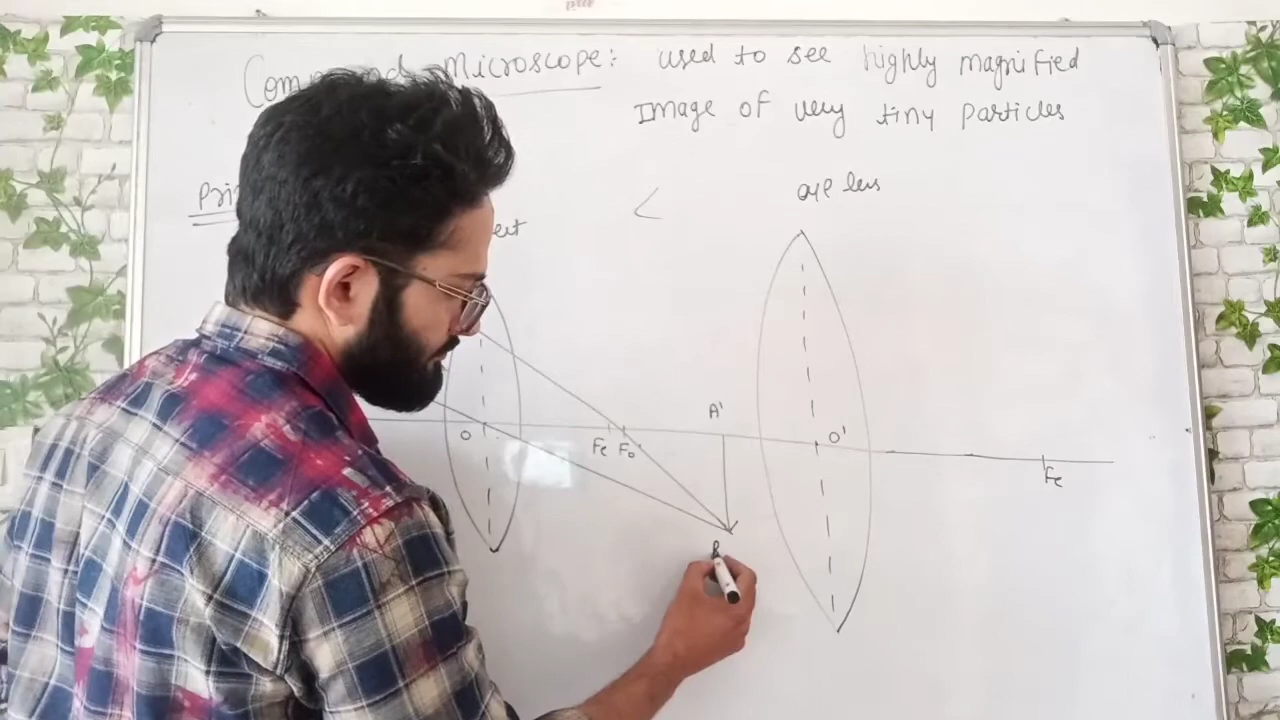 Microscope: used to see highly magnified
Image of very tiny particles
eye lens
<
A'
O
Fe Fo
O'
Fe